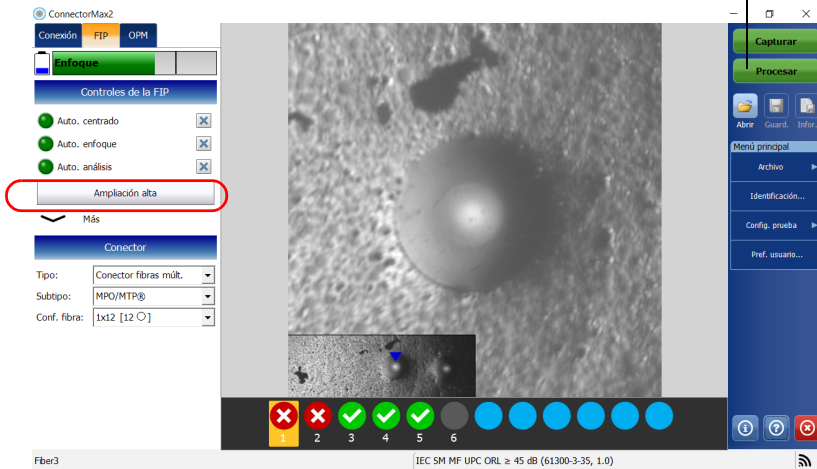 ConnectorMax2
Conexión FIP OPM
Enfoque
Controles de la FIP
Auto. centrado
Auto. enfoque
Auto. análisis
Ampliación alta
Más
Conector
Tipo: Conector fibras múlt.
Subtipo: MPO/MTP®
Conf. fibra: 1x12 [12 ○]
1 2 3 4 5 6
Capturar
Procesar
Abrir Guard. Infor.
Menú principal
Archivo
Identificación...
Config. prueba
Pref. usuario...
Fiber3 IEC SM MF UPC ORL ≥ 45 dB (61300-3-35, 1.0)